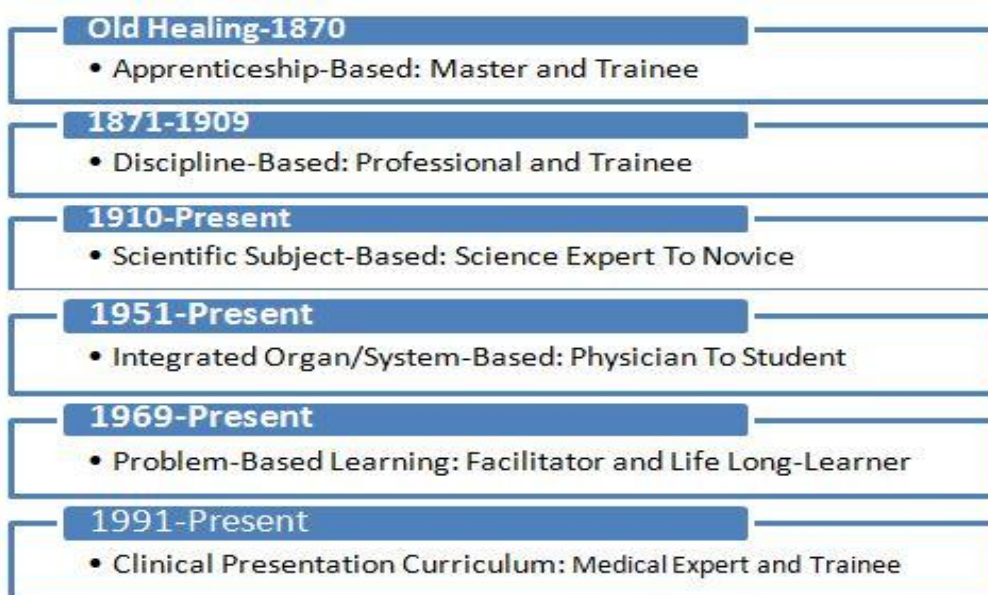 Old Healing-1870
• Apprenticeship-Based: Master and Trainee
1871-1909
• Discipline-Based: Professional and Trainee
1910-Present
• Scientific Subject-Based: Science Expert To Novice
1951-Present
• Integrated Organ/System-Based: Physician To Student
1969-Present
• Problem-Based Learning: Facilitator and Life Long-Learner
1991-Present
• Clinical Presentation Curriculum: Medical Expert and Trainee